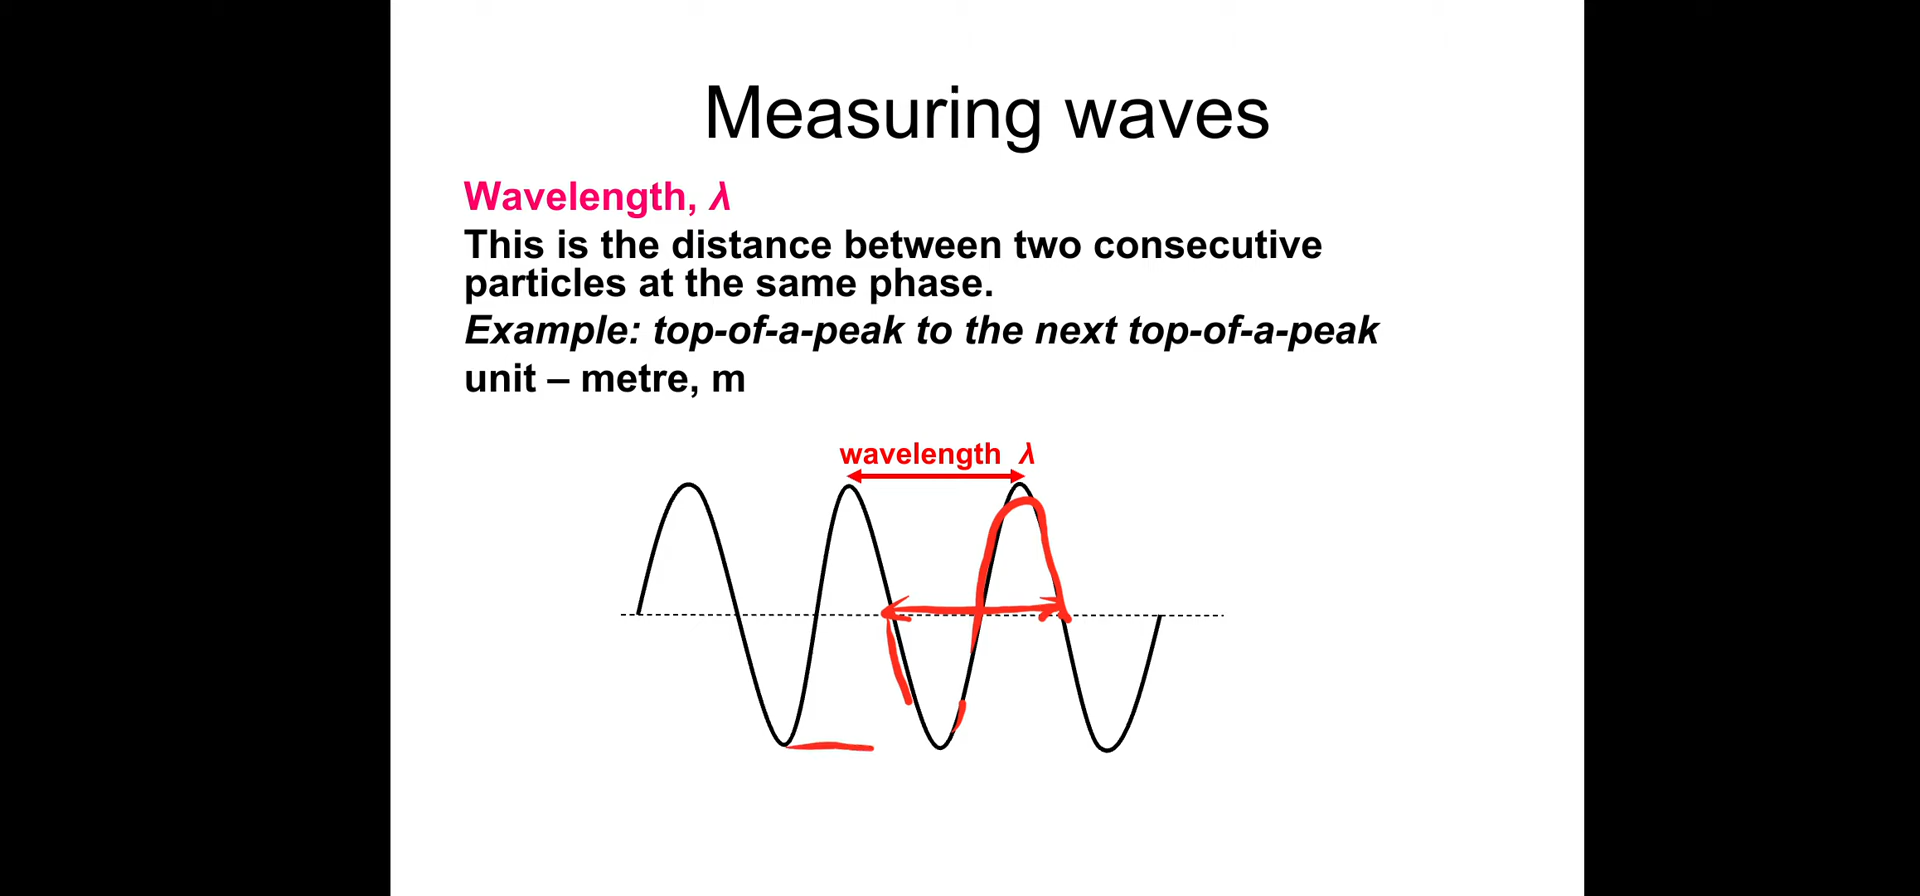 Measuring waves
Wavelength, λ
This is the distance between two consecutive
particles at the same phase.
Example: top-of-a-peak to the next top-of-a-peak
unit – metre, m
wavelength λ